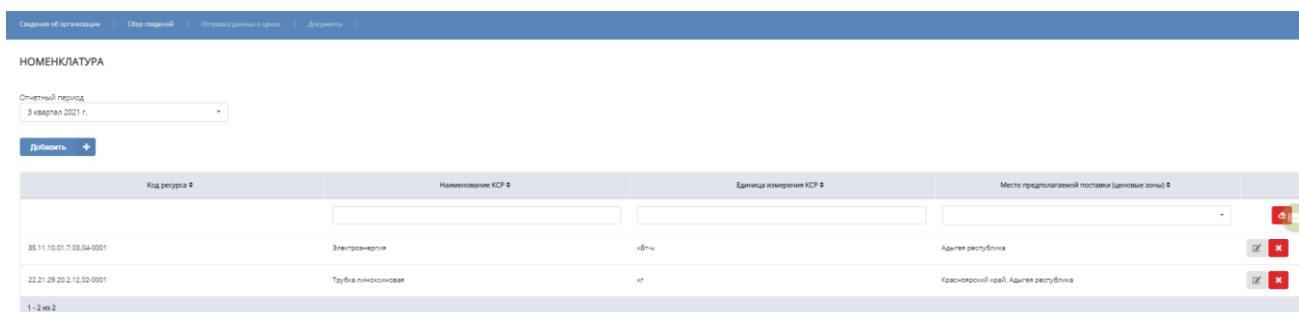 Сведения об организации | Сбор сведений | Отправка данных о ценах | Документы |
НОМЕНКЛАТУРА
Отчетный период
3 квартал 2021 г.
Добавить +
Код ресурса Наименование КСР Единица измерения КСР Место предполагаемой поставки (ценовые зоны)
35.11.10.01.7.03.04-0001 Электроэнергия кВт-ч Адыгея республика
22.21.29.20.2.12.02-0001 Трубка линоксиновая кг Красноярский край, Адыгея республика
1 - 2 из 2